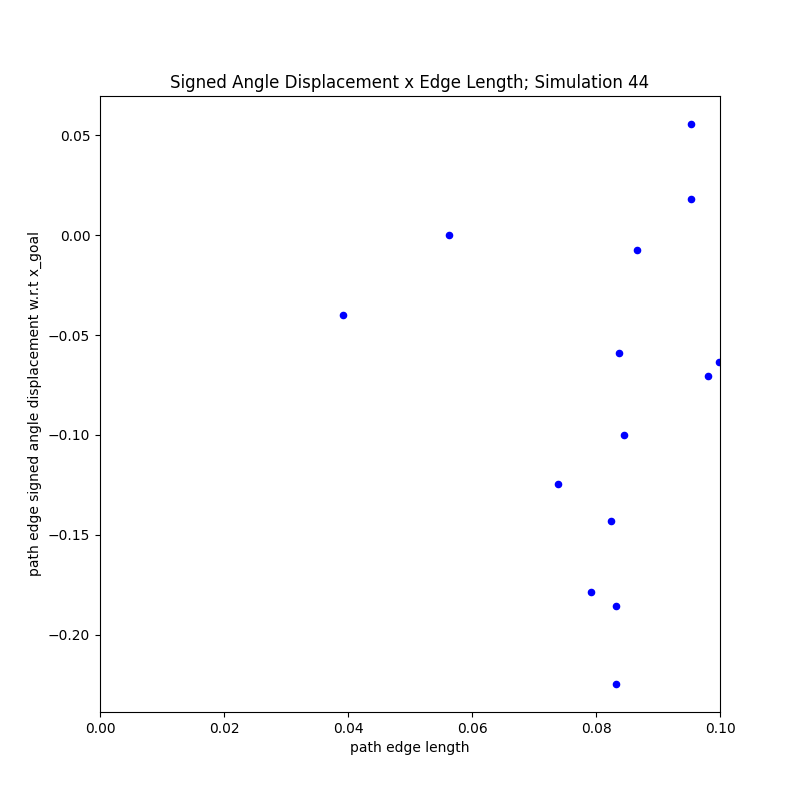 Signed Angle Displacement x Edge Length; Simulation 44
path edge signed angle displacement w.r.t x_goal
0.05
0.00
−0.05
−0.10
−0.15
−0.20
0.00 0.02 0.04 0.06 0.08 0.10
path edge length